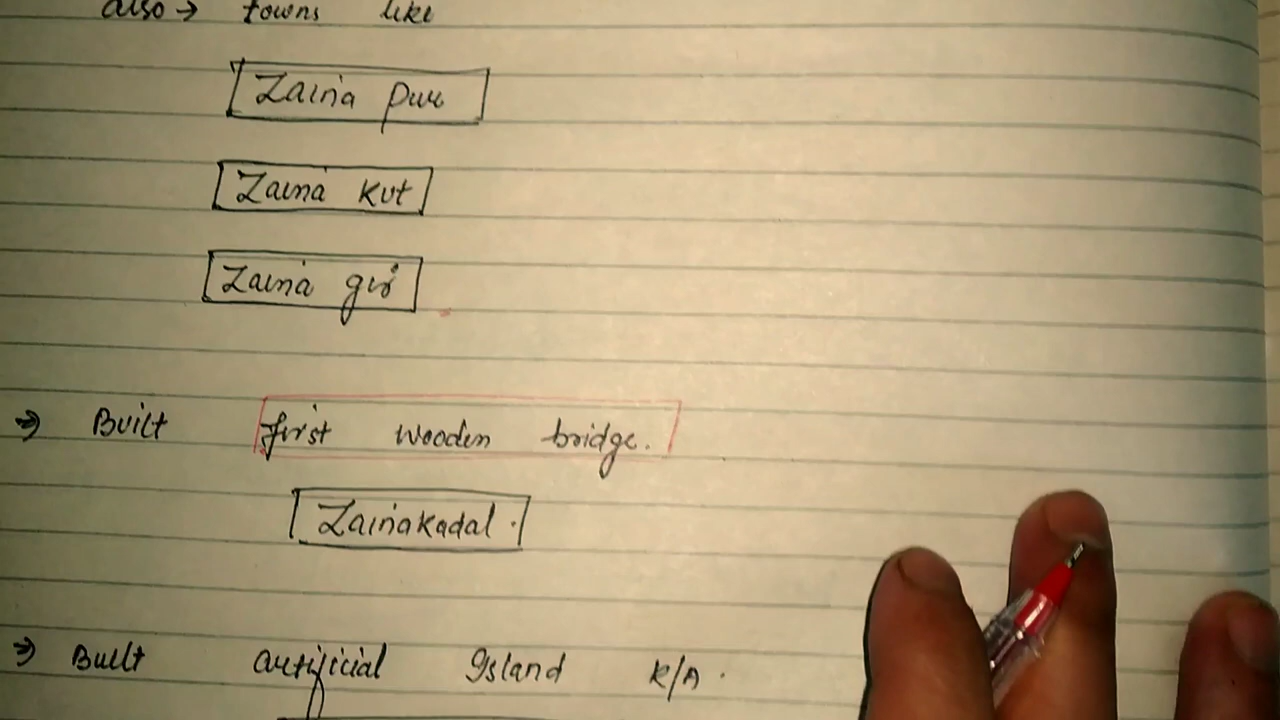 also → towns like
Zaina pur
Zaina kut
Zaina gir
⇒ Built first wooden bridge.
Zainakadal.
⇒ Built artificial Island K/A.